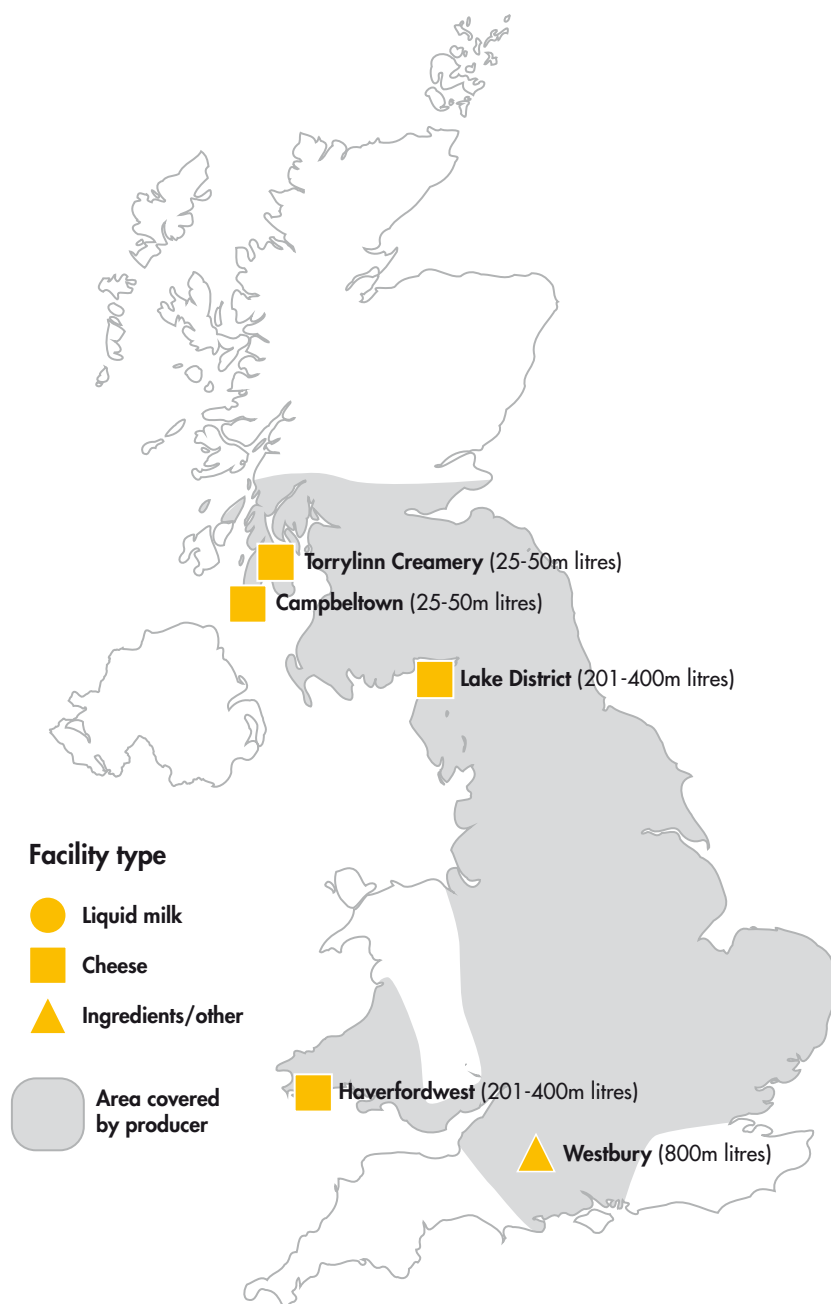 Torrylinn Creamery (25-50m litres)
Campbeltown (25-50m litres)
Lake District (201-400m litres)
Facility type
Liquid milk
Cheese
Ingredients/other
Area covered
by producer
Haverfordwest (201-400m litres)
Westbury (800m litres)